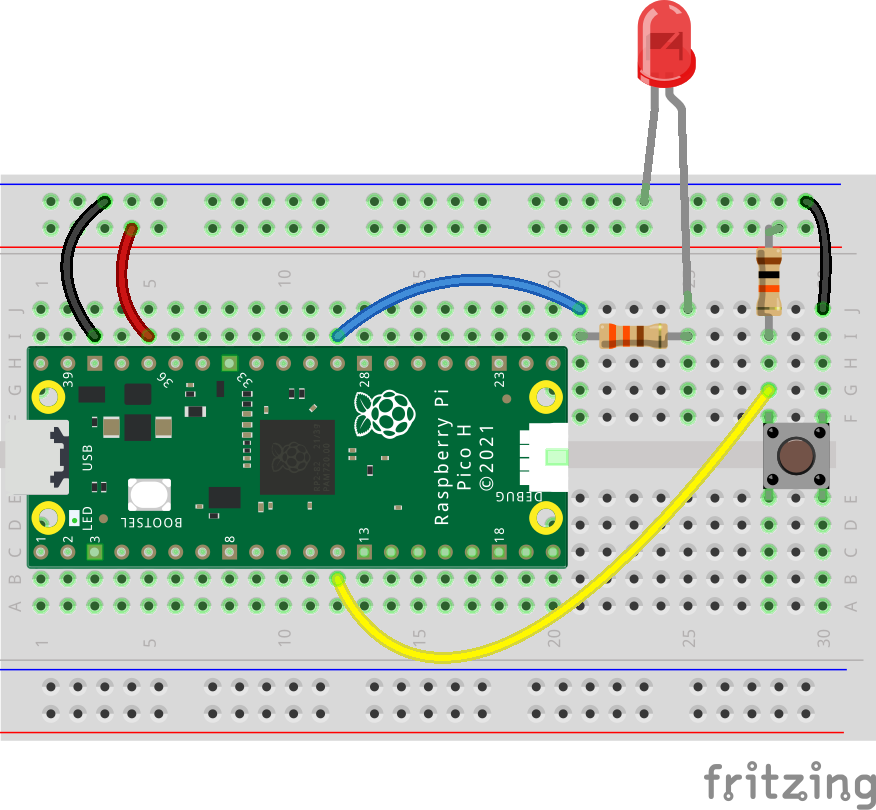 1 5 10 15 20 25 30
J J
I I
H H
G G
F F
39 36 33 28 23
USB
BOOTSEL
LED
Raspberry Pi
Pico H
©2021
DEBUG
1 2 3 8 13 18
E E
D D
C C
B B
A A
1 5 10 15 20 25 30
fritzing